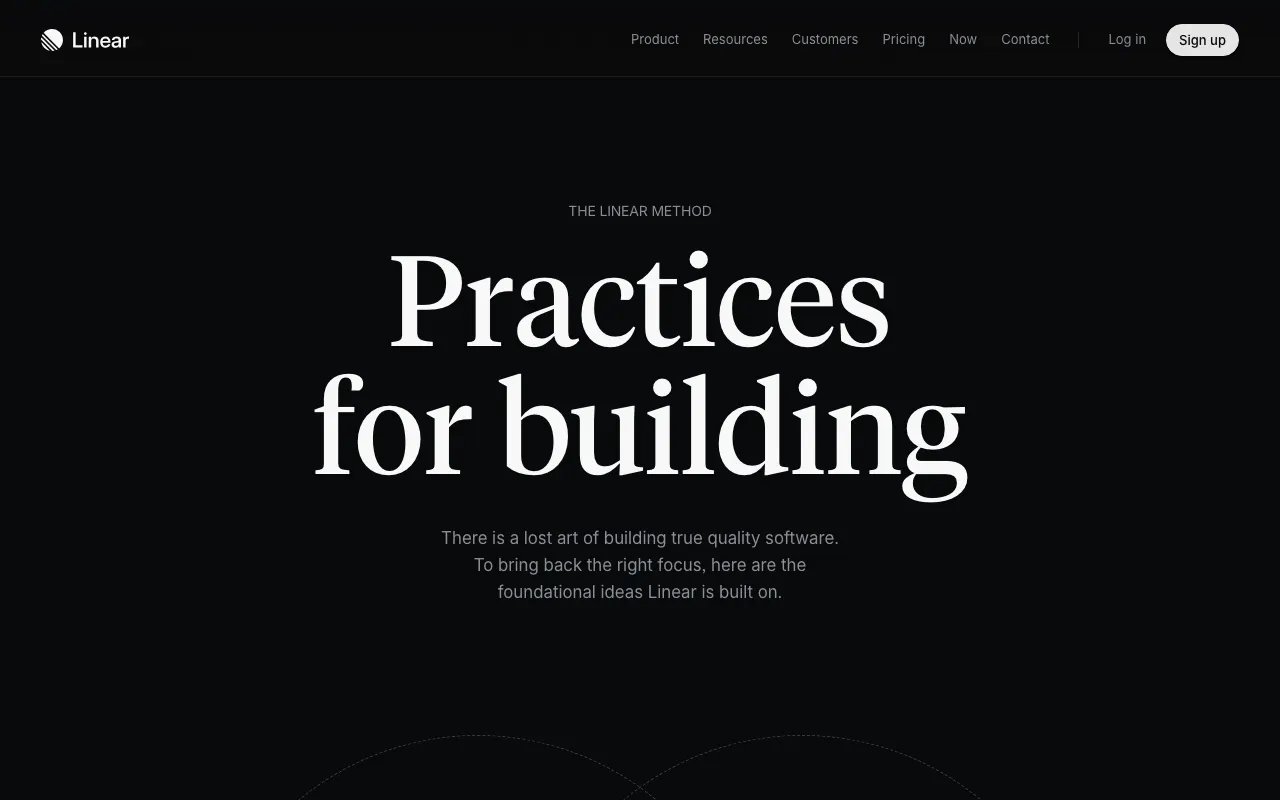 Linear
Product Resources Customers Pricing Now Contact Log in Sign up
THE LINEAR METHOD
Practices
for building
There is a lost art of building true quality software.
To bring back the right focus, here are the
foundational ideas Linear is built on.